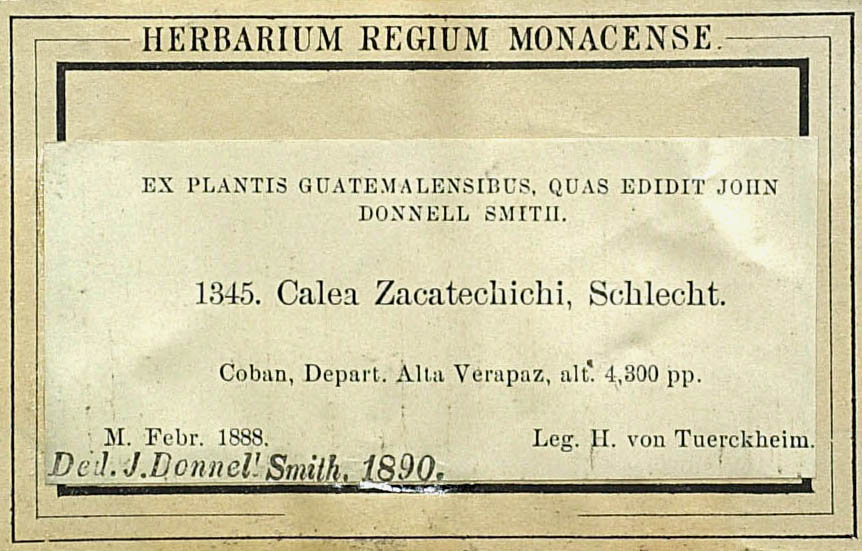 HERBARIUM REGIUM MONACENSE.
EX PLANTIS GUATEMALENSIBUS, QUAS EDIDIT JOHN
DONNELL SMITH.
1345. Calea Zacatechichi, Schlecht.
Coban, Depart. Alta Verapaz, alt. 4,300 pp.
M. Febr. 1888. Leg. H. von Tuerckheim.
Ded. J. Donnell Smith, 1890.